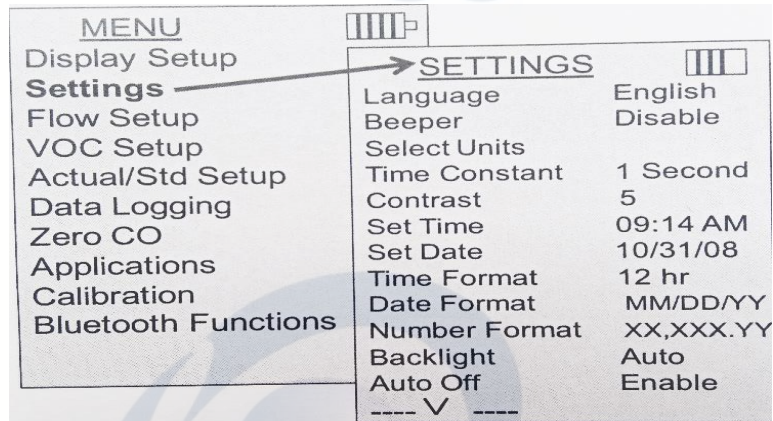 MENU
Display Setup
Settings
Flow Setup
VOC Setup
Actual/Std Setup
Data Logging
Zero CO
Applications
Calibration
Bluetooth Functions
SETTINGS
Language English
Beeper Disable
Select Units
Time Constant 1 Second
Contrast 5
Set Time 09:14 AM
Set Date 10/31/08
Time Format 12 hr
Date Format MM/DD/YY
Number Format XX,XXX.YY
Backlight Auto
Auto Off Enable
---- V ----